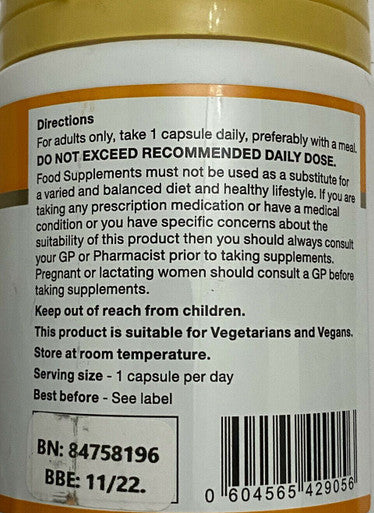 Directions
For adults only, take 1 capsule daily, preferably with a meal.
DO NOT EXCEED RECOMMENDED DAILY DOSE.
Food Supplements must not be used as a substitute for
a varied and balanced diet and healthy lifestyle. If you are
taking any prescription medication or have a medical
condition or you have specific concerns about the
suitability of this product then you should always consult
your GP or Pharmacist prior to taking supplements.
Pregnant or lactating women should consult a GP before
taking supplements.
Keep out of reach from children.
This product is suitable for Vegetarians and Vegans.
Store at room temperature.
Serving size - 1 capsule per day
Best before - See label
BN: 84758196
BBE: 11/22.
0 604565 429056